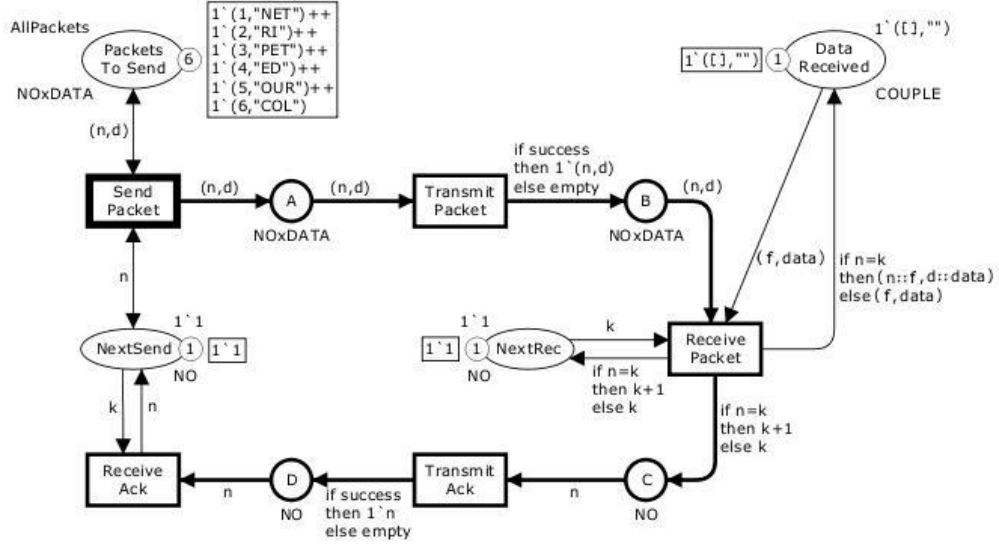 AllPackets
Packets
To Send
6
1`(1,"NET")++
1`(2,"RI")++
1`(3,"PET")++
1`(4,"ED")++
1`(5,"OUR")++
1`(6,"COL")
NOxDATA
1`([],"")
1`([],"")
1
Data
Received
COUPLE
(n,d)
Send
Packet
(n,d)
A
NOxDATA
(n,d)
Transmit
Packet
if success
then 1`(n,d)
else empty
B
NOxDATA
(n,d)
(f,data)
if n=k
then(n::f,d::data)
else(f,data)
n
1`1
NextSend
1
1`1
NO
1`1
1`1
1
NextRec
NO
k
if n=k
then k+1
else k
Receive
Packet
if n=k
then k+1
else k
k
n
Receive
Ack
n
D
NO
if success
then 1`n
else empty
Transmit
Ack
n
C
NO